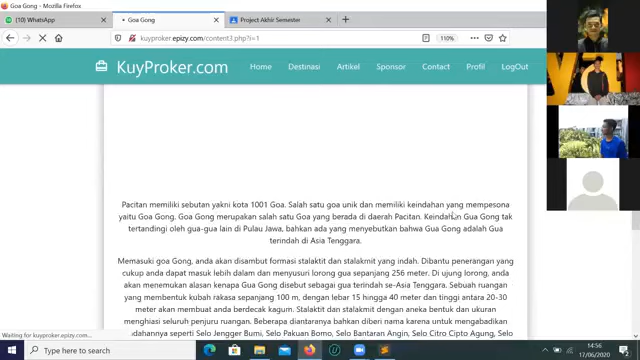 Goa Gong - Mozilla Firefox
(10) WhatsApp
Goa Gong
Project Akhir Semester
kuyproker.epizy.com/content3.php?i=1
110%
KuyProker.com
Home Destinasi Artikel Sponsor Contact Profil LogOut
Pacitan memiliki sebutan yakni kota 1001 Goa. Salah satu goa unik dan memiliki keindahan yang mempesona
yaitu Goa Gong. Goa Gong merupakan salah satu Goa yang berada di daerah Pacitan. Keindahan Gua Gong tak
tertandingi oleh gua-gua lain di Pulau Jawa, bahkan ada yang menyebutkan bahwa Gua Gong adalah Gua
terindah di Asia Tenggara.
Memasuki goa Gong, anda akan disambut formasi stalaktit dan stalakmit yang indah. Dibantu penerangan yang
cukup anda dapat masuk lebih dalam dan menyusuri lorong gua sepanjang 256 meter. Di ujung lorong, anda
akan menemukan alasan kenapa Gua Gong disebut sebagai gua terindah se-Asia Tenggara. Sebuah ruangan
yang membentuk kubah rakasa sepanjang 100 m, dengan lebar 15 hingga 40 meter dan tinggi antara 20-30
meter akan membuat anda berdecak kagum. Stalaktit dan stalakmit dengan aneka bentuk dan ukuran
menghiasi seluruh penjuru ruangan. Beberapa diantaranya bahkan diberi nama karena untuk mengabadikan
keindahannya seperti Selo Jengger Bumi, Selo Pakuan Bomo, Selo Bantaran Angin, Selo Citro Cipto Agung, Selo
Waiting for kuyproker.epizy.com...
Type here to search
14:56
17/06/2020